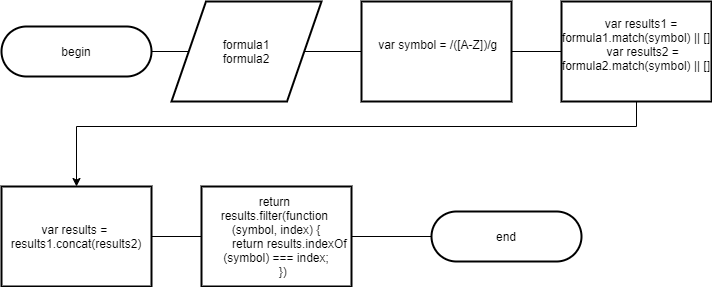 begin
formula1
formula2
var symbol = /([A-Z])/g
var results1 =
formula1.match(symbol) || []
var results2 =
formula2.match(symbol) || []
var results =
results1.concat(results2)
return
results.filter(function
(symbol, index) {
return results.indexOf
(symbol) === index;
})
end